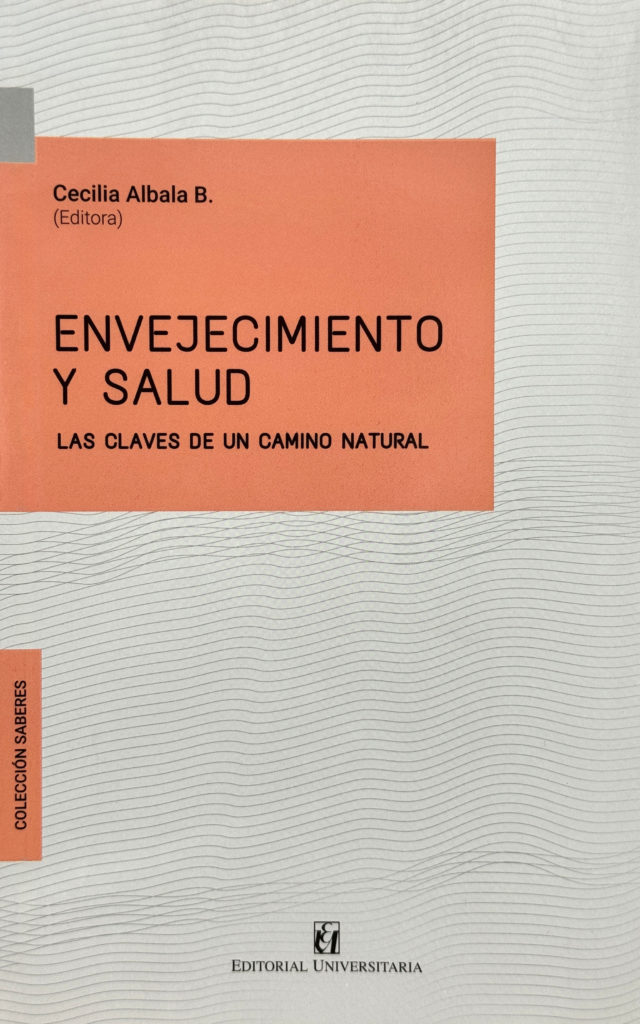 Cecilia Albala B.
(Editora)
ENVEJECIMIENTO
Y SALUD
LAS CLAVES DE UN CAMINO NATURAL
COLECCIÓN SABERES
EDITORIAL UNIVERSITARIA